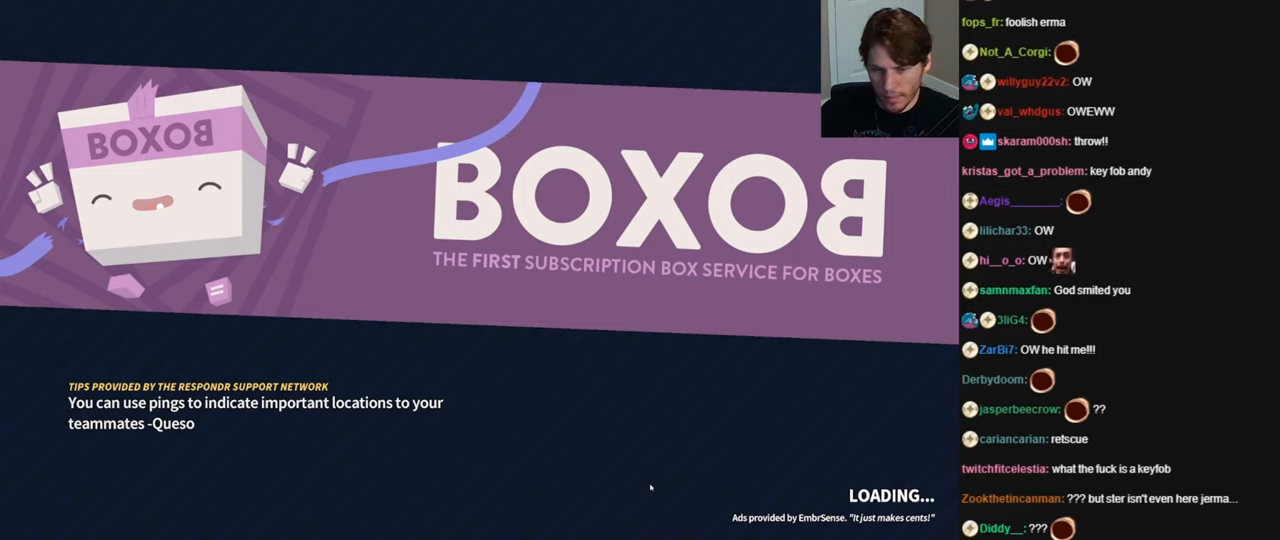 BOXOB
BOXOB
THE FIRST SUBSCRIPTION BOX SERVICE FOR BOXES
TIPS PROVIDED BY THE RESPONDR SUPPORT NETWORK
You can use pings to indicate important locations to your
teammates -Queso
LOADING...
Ads provided by EmbrSense. "It just makes cents!"
fops_fr: foolish erma
Not_A_Corgi:
willyguy22v2: OW
val_whdgus: OWEWW
skaram000sh: throw!!
kristas_got_a_problem: key fob andy
Aegis________:
lilichar33: OW
hi__o_o: OW
samnmaxfan: God smited you
3liG4:
ZarBi7: OW he hit me!!!
Derbydoom:
jasperbeecrow: ??
cariancarian: retscue
twitchfitcelestia: what the fuck is a keyfob
Zookthetincanman: ??? but ster isn't even here jerma...
Diddy__: ???